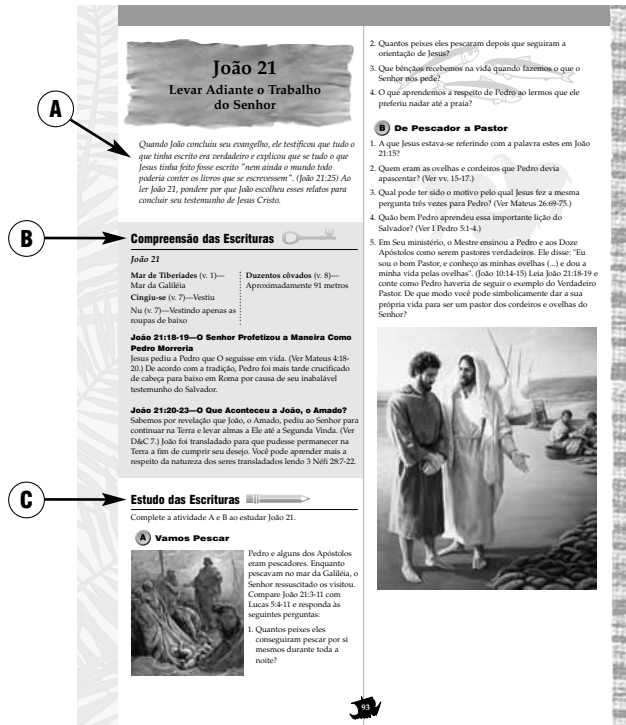 João 21
Levar Adiante o Trabalho
do Senhor
A
Quando João concluiu seu evangelho, ele testificou que tudo o
que tinha escrito era verdadeiro e explicou que se tudo o que
Jesus tinha feito fosse escrito "nem ainda o mundo todo
poderia conter os livros que se escrevessem". (João 21:25) Ao
ler João 21, pondere por que João escolheu esses relatos para
concluir seu testemunho de Jesus Cristo.
B
Compreensão das Escrituras
João 21
Mar de Tiberíades (v. 1)—
Mar da Galiléia
Cingiu-se (v. 7)—Vestiu
Nu (v. 7)—Vestindo apenas as
roupas de baixo
Duzentos côvados (v. 8)—
Aproximadamente 91 metros
João 21:18-19—O Senhor Profetizou a Maneira Como
Pedro Morreria
Jesus pediu a Pedro que O seguisse em vida. (Ver Mateus 4:18-
20.) De acordo com a tradição, Pedro foi mais tarde crucificado
de cabeça para baixo em Roma por causa de seu inabalável
testemunho do Salvador.
João 21:20-23—O Que Aconteceu a João, o Amado?
Sabemos por revelação que João, o Amado, pediu ao Senhor para
continuar na Terra e levar almas a Ele até a Segunda Vinda. (Ver
D&C 7.) João foi transladado para que pudesse permanecer na
Terra a fim de cumprir seu desejo. Você pode aprender mais a
respeito da natureza dos seres transladados lendo 3 Néfi 28:7-22.
C
Estudo das Escrituras
Complete a atividade A e B ao estudar João 21.
A Vamos Pescar
Pedro e alguns dos Apóstolos
eram pescadores. Enquanto
pescavam no mar da Galiléia, o
Senhor ressuscitado os visitou.
Compare João 21:3-11 com
Lucas 5:4-11 e responda às
seguintes perguntas:
1. Quantos peixes eles
conseguiram pescar por si
mesmos durante toda a
noite?
2. Quantos peixes eles pescaram depois que seguiram a
orientação de Jesus?
3. Que bênçãos recebemos na vida quando fazemos o que o
Senhor nos pede?
4. O que aprendemos a respeito de Pedro ao lermos que ele
preferiu nadar até a praia?
B De Pescador a Pastor
1. A que Jesus estava-se referindo com a palavra estes em João
21:15?
2. Quem eram as ovelhas e cordeiros que Pedro devia
apascentar? (Ver vv. 15-17.)
3. Qual pode ter sido o motivo pelo qual Jesus fez a mesma
pergunta três vezes para Pedro? (Ver Mateus 26:69-75.)
4. Quão bem Pedro aprendeu essa importante lição do
Salvador? (Ver I Pedro 5:1-4.)
5. Em Seu ministério, o Mestre ensinou a Pedro e aos Doze
Apóstolos como serem pastores verdadeiros. Ele disse: "Eu
sou o bom Pastor, e conheço as minhas ovelhas (...) e dou a
minha vida pelas ovelhas". (João 10:14-15) Leia João 21:18-19 e
conte como Pedro haveria de seguir o exemplo do Verdadeiro
Pastor. De que modo você pode simbolicamente dar a sua
própria vida para ser um pastor dos cordeiros e ovelhas do
Senhor?
93